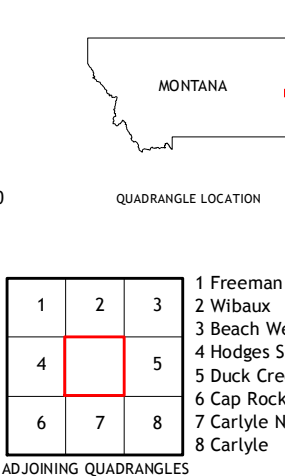 MONTANA
QUADRANGLE LOCATION
1 2 3
4 5
6 7 8
1 Freeman
2 Wibaux
3 Beach We
4 Hodges S
5 Duck Cre
6 Cap Rock
7 Carlyle N
8 Carlyle
ADJOINING QUADRANGLES